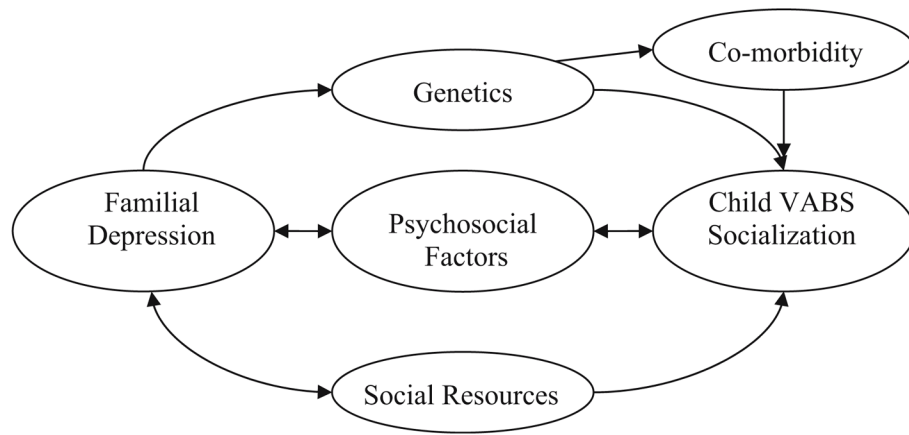 Co-morbidity
Genetics
Familial
Depression
Psychosocial
Factors
Child VABS
Socialization
Social Resources